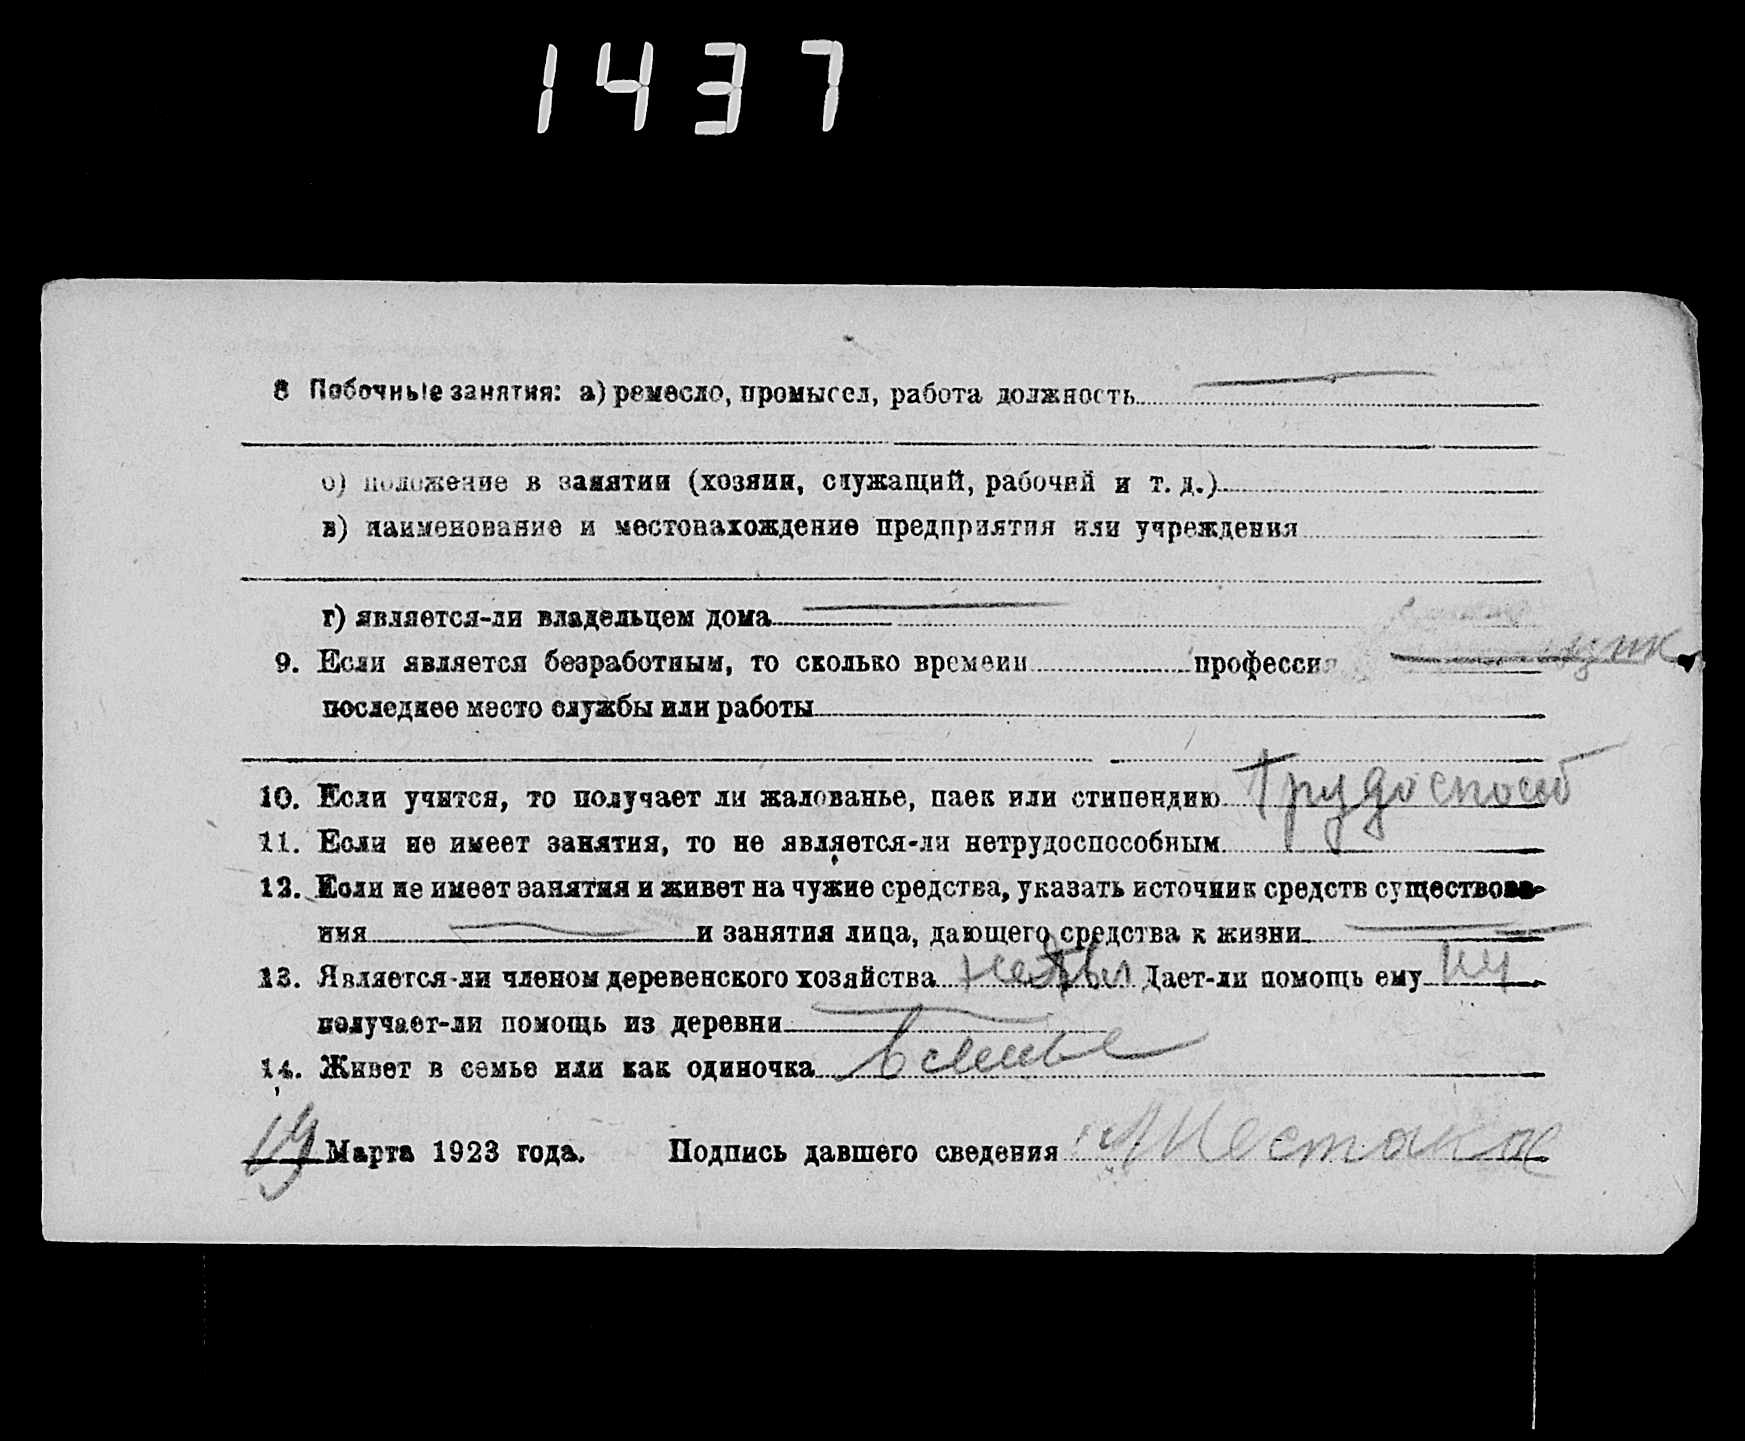 1437
8 Побочные занятия: а) ремесло, промысел, работа должность
б) положение в занятии (хозяин, служащий, рабочий и т. д.)
в) наименование и местонахождение предприятия или учреждения
г) является-ли владельцем дома
9. Если является безработным, то сколько времени профессия
последнее место службы или работы
10. Если учится, то получает ли жалованье, паек или стипендию Трудоспособ
11. Если не имеет занятия, то не является-ли нетрудоспособным
12. Если не имеет занятия и живет на чужие средства, указать источник средств существова-
ния и занятия лица, дающего средства к жизни
13. Является-ли членом деревенского хозяйства Дает-ли помощь ему
получает-ли помощь из деревни
14. Живет в семье или как одиночка В семье
19 Марта 1923 года. Подпись давшего сведения